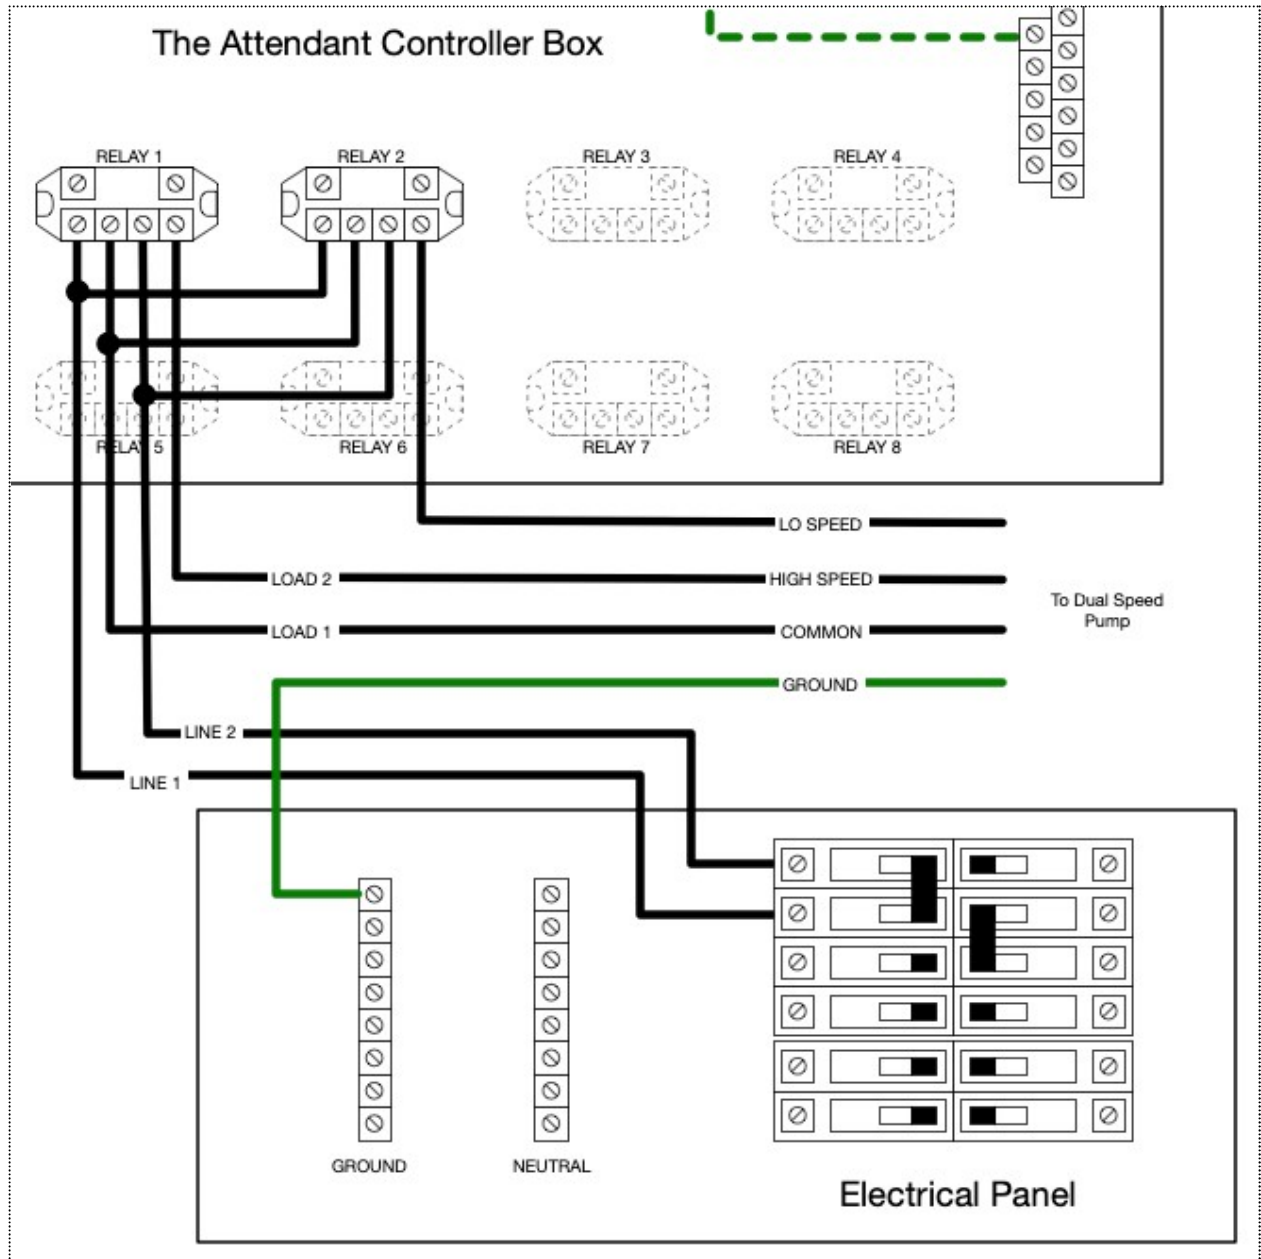 The Attendant Controller Box
RELAY 1
RELAY 2
RELAY 3
RELAY 4
RELAY 5
RELAY 6
RELAY 7
RELAY 8
LO SPEED
LOAD 2
HIGH SPEED
To Dual Speed
Pump
LOAD 1
COMMON
GROUND
LINE 2
LINE 1
GROUND
NEUTRAL
Electrical Panel